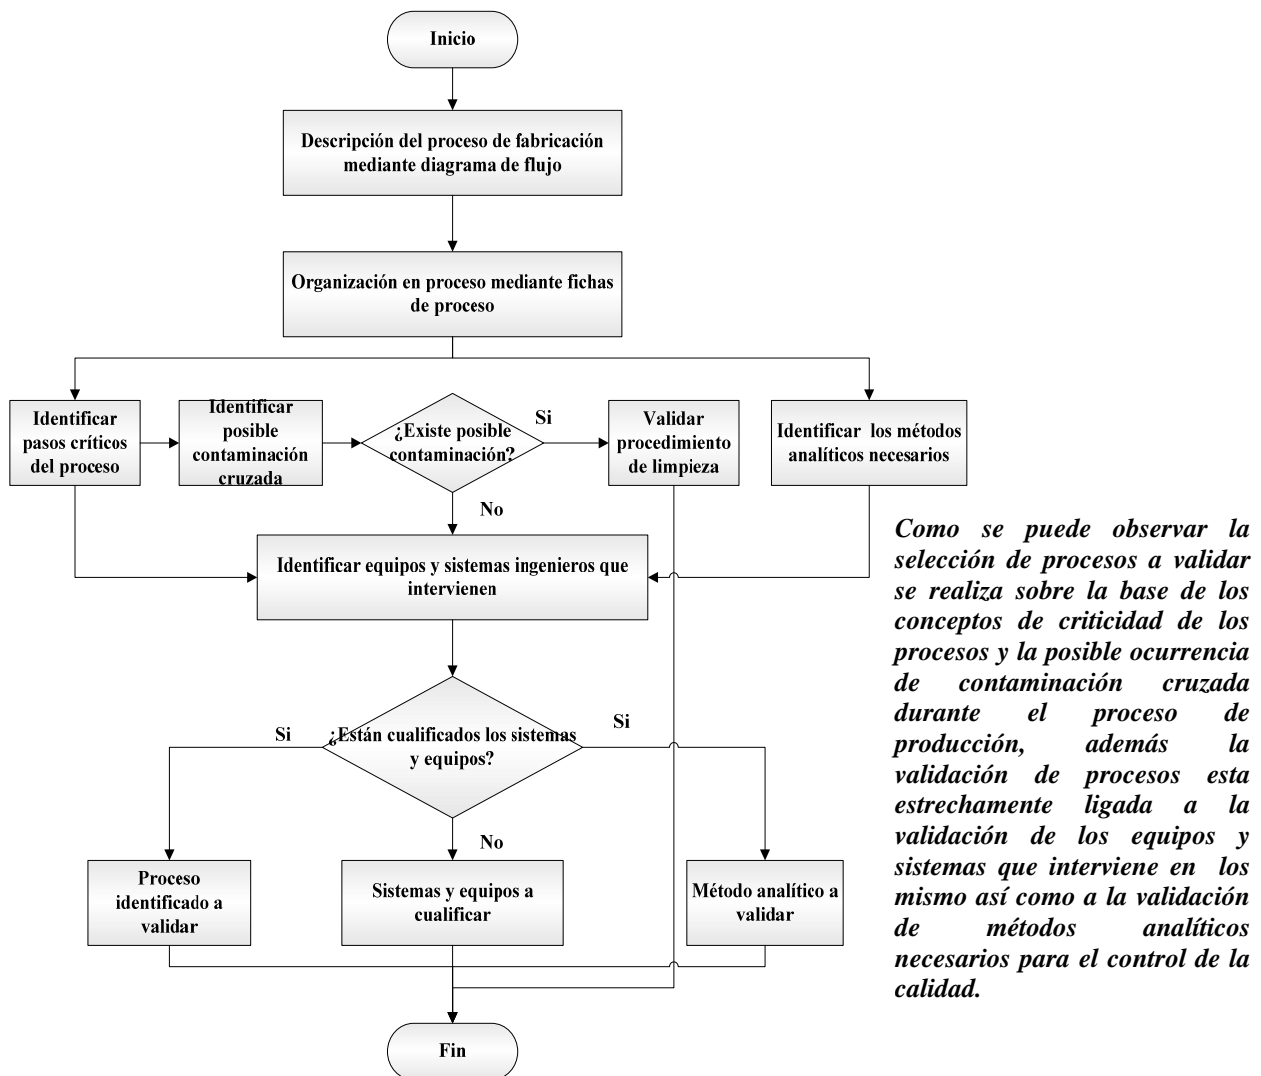 Inicio
Descripción del proceso de fabricación
mediante diagrama de flujo
Organización en proceso mediante fichas
de proceso
Identificar
pasos críticos
del proceso
Identificar
posible
contaminación
cruzada
¿Existe posible
contaminación?
Si
Validar
procedimiento
de limpieza
Identificar los métodos
analíticos necesarios
No
Identificar equipos y sistemas ingenieros que
intervienen
¿Están cualificados los sistemas
y equipos?
Si
Si
No
Proceso
identificado a
validar
Sistemas y equipos a
cualificar
Método analítico a
validar
Fin
Como se puede observar la
selección de procesos a validar
se realiza sobre la base de los
conceptos de criticidad de los
procesos y la posible ocurrencia
de contaminación cruzada
durante el proceso de
producción, además la
validación de procesos esta
estrechamente ligada a la
validación de los equipos y
sistemas que interviene en los
mismo así como a la validación
de métodos analíticos
necesarios para el control de la
calidad.